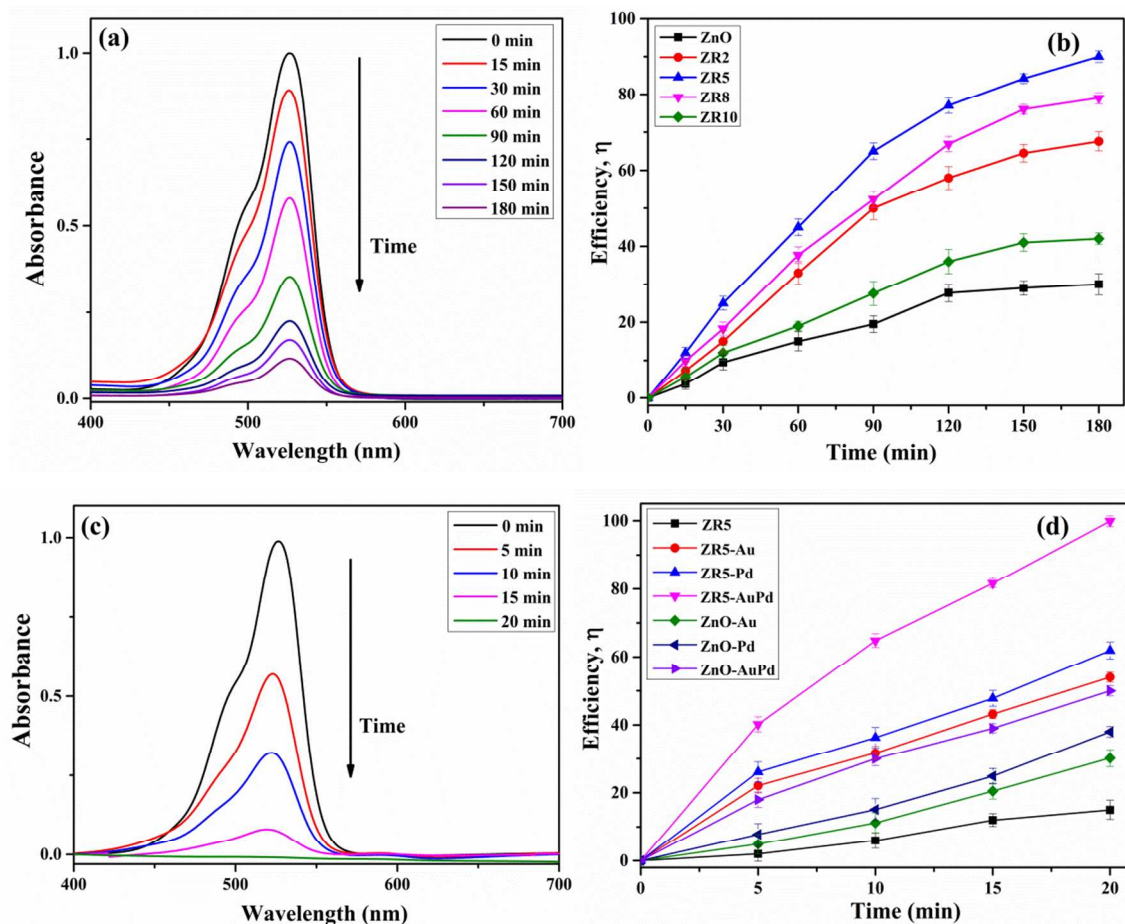 (a)
0 min
15 min
30 min
60 min
90 min
120 min
150 min
180 min
Time
1.0
0.5
0.0
Absorbance
400 500 600 700
Wavelength (nm)
(b)
ZnO
ZR2
ZR5
ZR8
ZR10
100
80
60
40
20
0
Efficiency, η
0 30 60 90 120 150 180
Time (min)
(c)
0 min
5 min
10 min
15 min
20 min
Time
1.0
0.5
0.0
Absorbance
400 500 600 700
Wavelength (nm)
(d)
ZR5
ZR5-Au
ZR5-Pd
ZR5-AuPd
ZnO-Au
ZnO-Pd
ZnO-AuPd
100
80
60
40
20
0
Efficiency, η
0 5 10 15 20
Time (min)